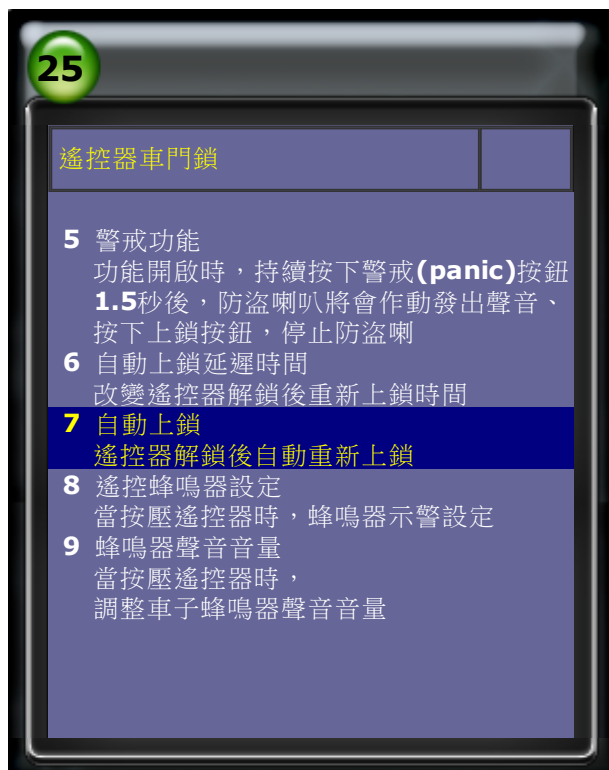 25
遙控器車門鎖
5 警戒功能
功能開啟時，持續按下警戒(panic)按鈕
1.5秒後，防盜喇叭將會作動發出聲音、
按下上鎖按鈕，停止防盜喇
6 自動上鎖延遲時間
改變遙控器解鎖後重新上鎖時間
7 自動上鎖
遙控器解鎖後自動重新上鎖
8 遙控蜂鳴器設定
當按壓遙控器時，蜂鳴器示警設定
9 蜂鳴器聲音音量
當按壓遙控器時，
調整車子蜂鳴器聲音音量